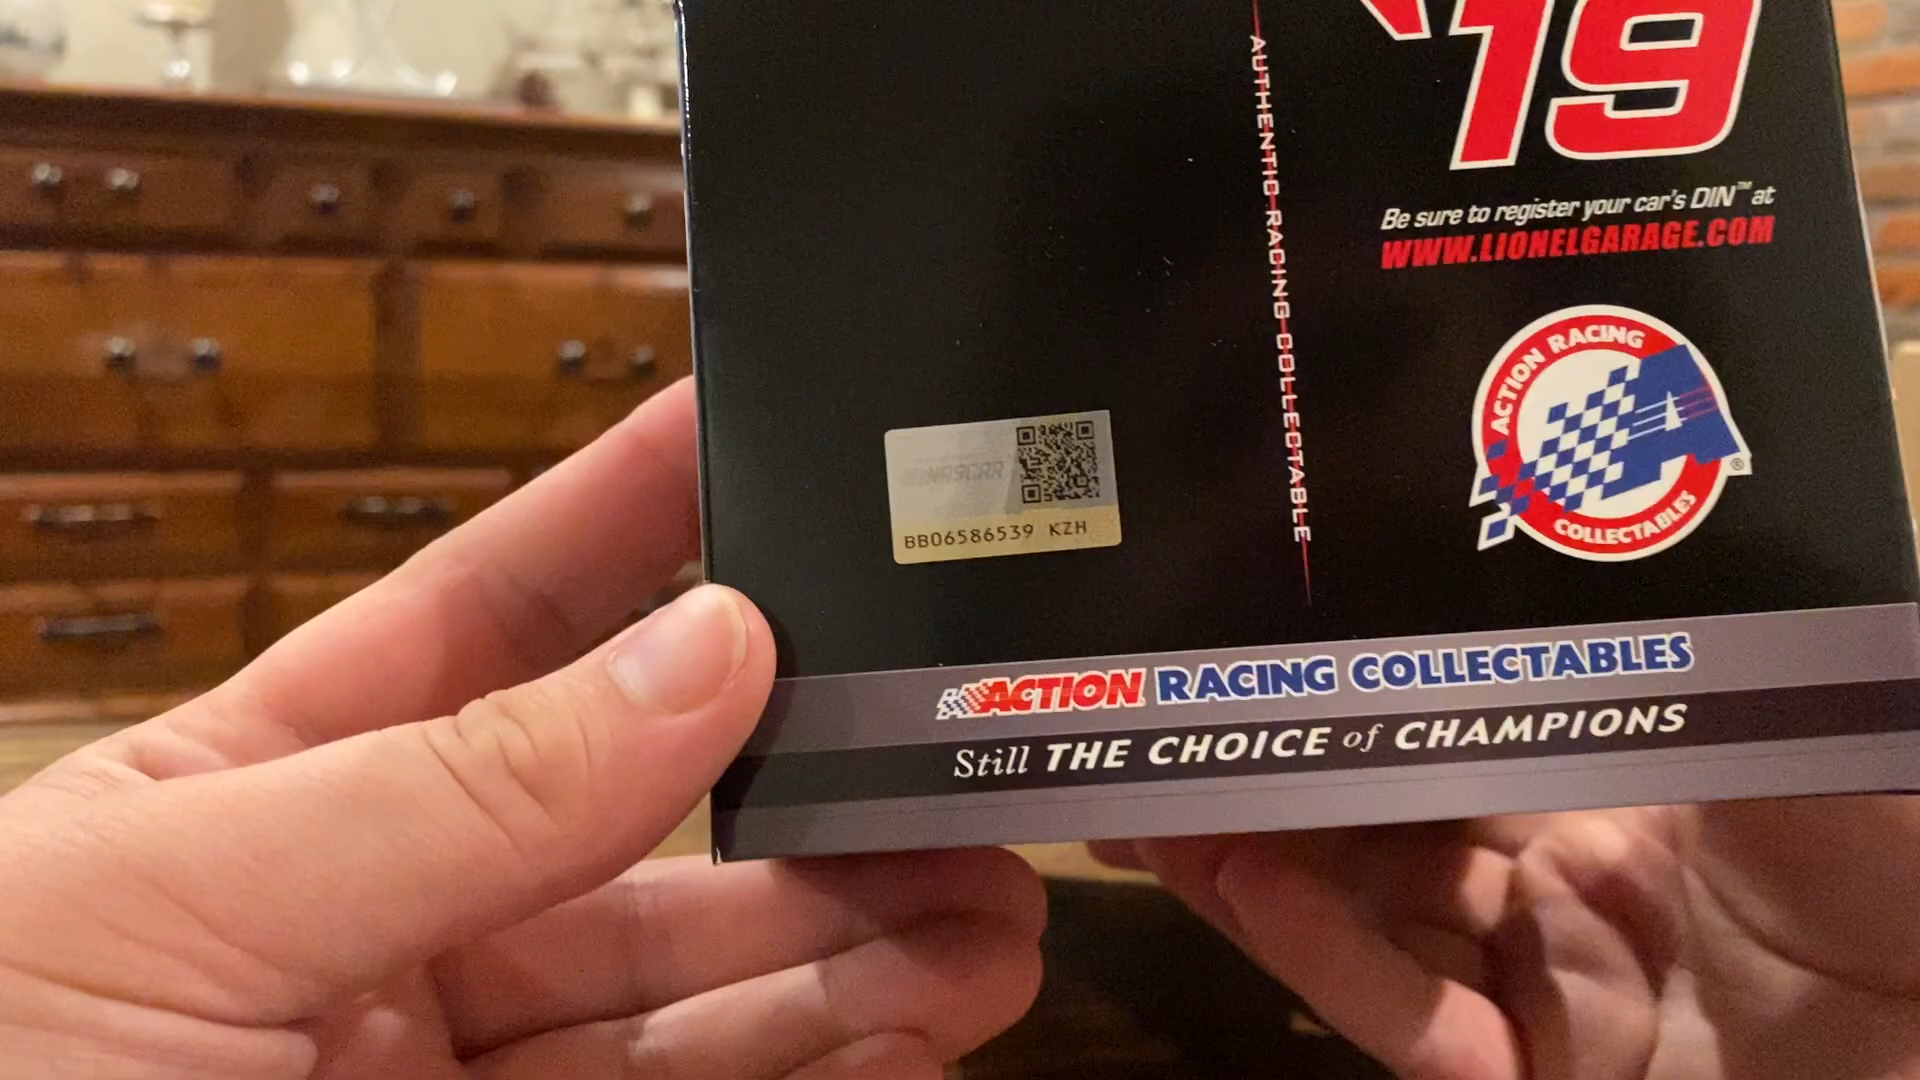 '19
Be sure to register your car's DIN™ at
WWW.LIONELGARAGE.COM
AUTHENTIC RACING COLLECTABLE
NASCAR
BB06586539 KZH
ACTION RACING
A
®
COLLECTABLES
ACTION RACING COLLECTABLES
Still THE CHOICE of CHAMPIONS